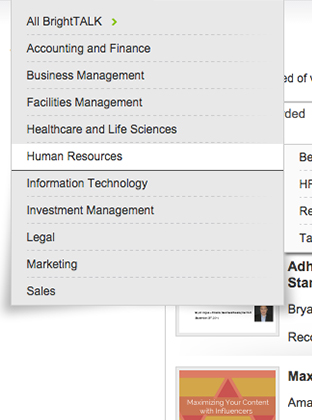 All BrightTALK
Accounting and Finance
Business Management
Facilities Management
Healthcare and Life Sciences
Human Resources
Information Technology
Investment Management
Legal
Marketing
Sales
ed of v
rded
Be
HF
Re
Ta
Adh
Stan
Brya
Reco
Maximizing Your Content
with Influencers
Max
Ama